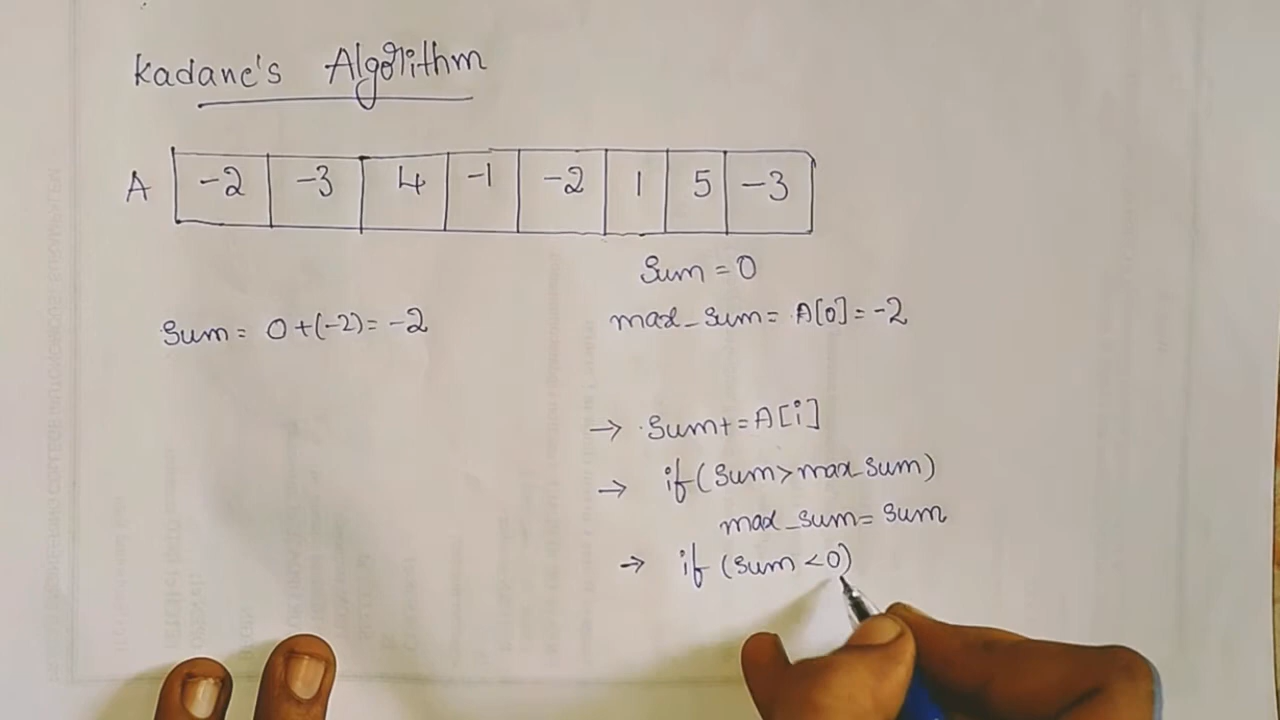 Kadane's Algorithm
A -2 -3 4 -1 -2 1 5 -3
Sum = 0
Sum = 0+(-2) = -2
max_sum = A[0] = -2
→ Sum+=A[i]
→ if(Sum>max_sum)
max_sum = Sum
→ if (Sum <0)